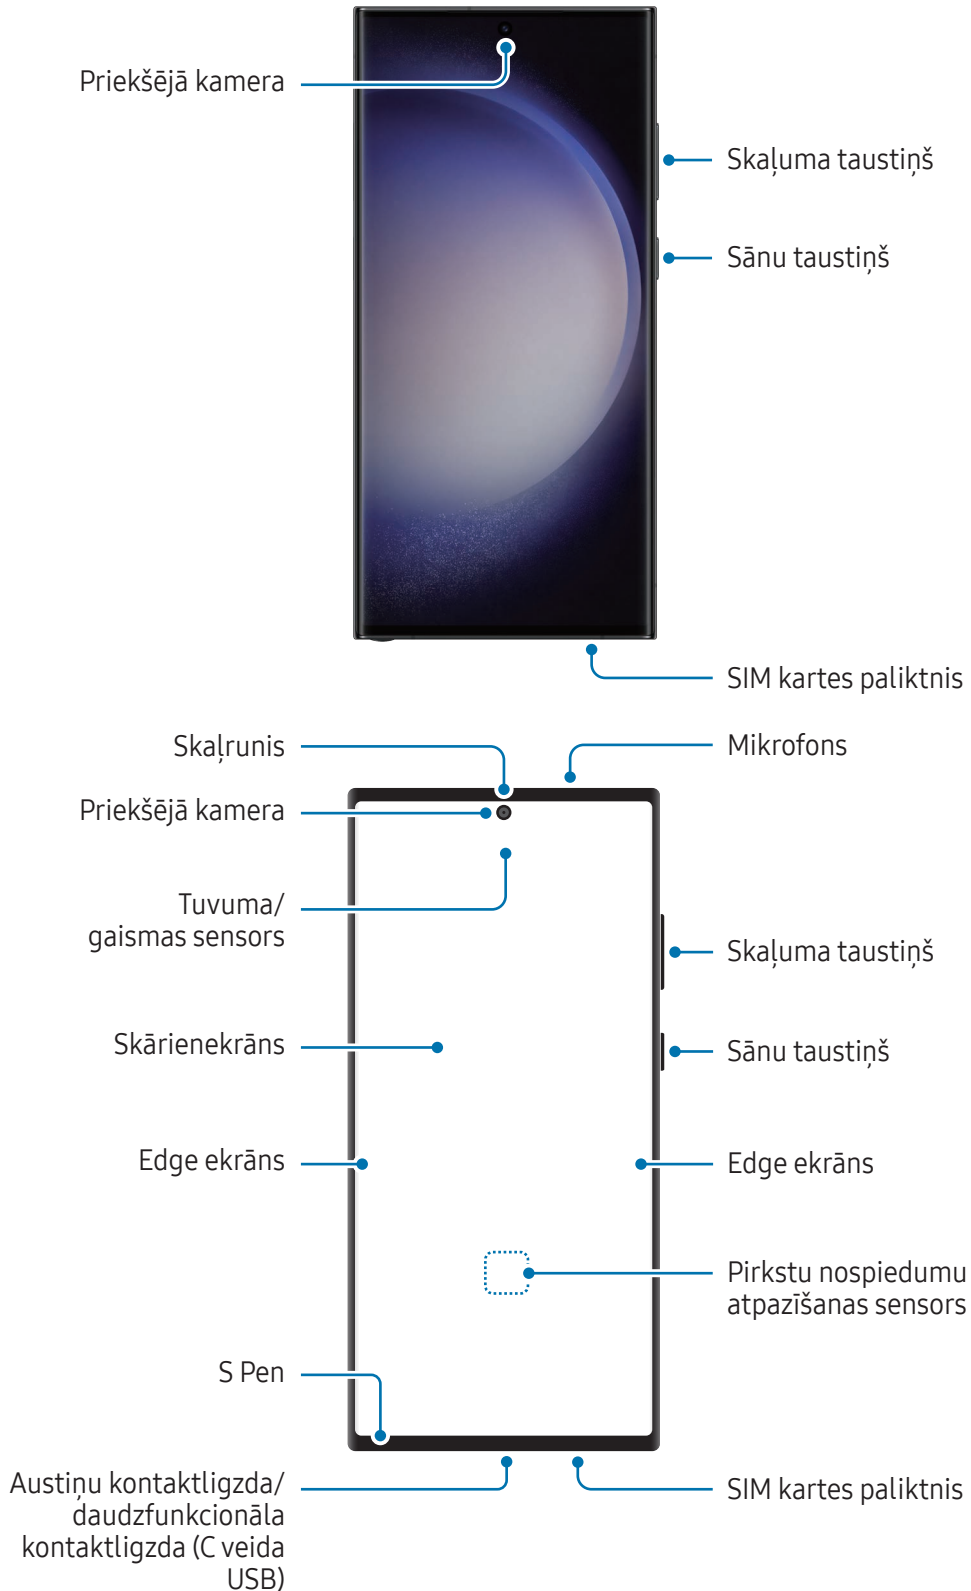 Priekšējā kamera
Skaļuma taustiņš
Sānu taustiņš
SIM kartes paliktnis
Skaļrunis
Mikrofons
Priekšējā kamera
Tuvuma/
gaismas sensors
Skaļuma taustiņš
Skārienekrāns
Sānu taustiņš
Edge ekrāns
Edge ekrāns
Pirkstu nospiedumu
atpazīšanas sensors
S Pen
Austiņu kontaktligzda/
daudzfunkcionāla
kontaktligzda (C veida
USB)
SIM kartes paliktnis